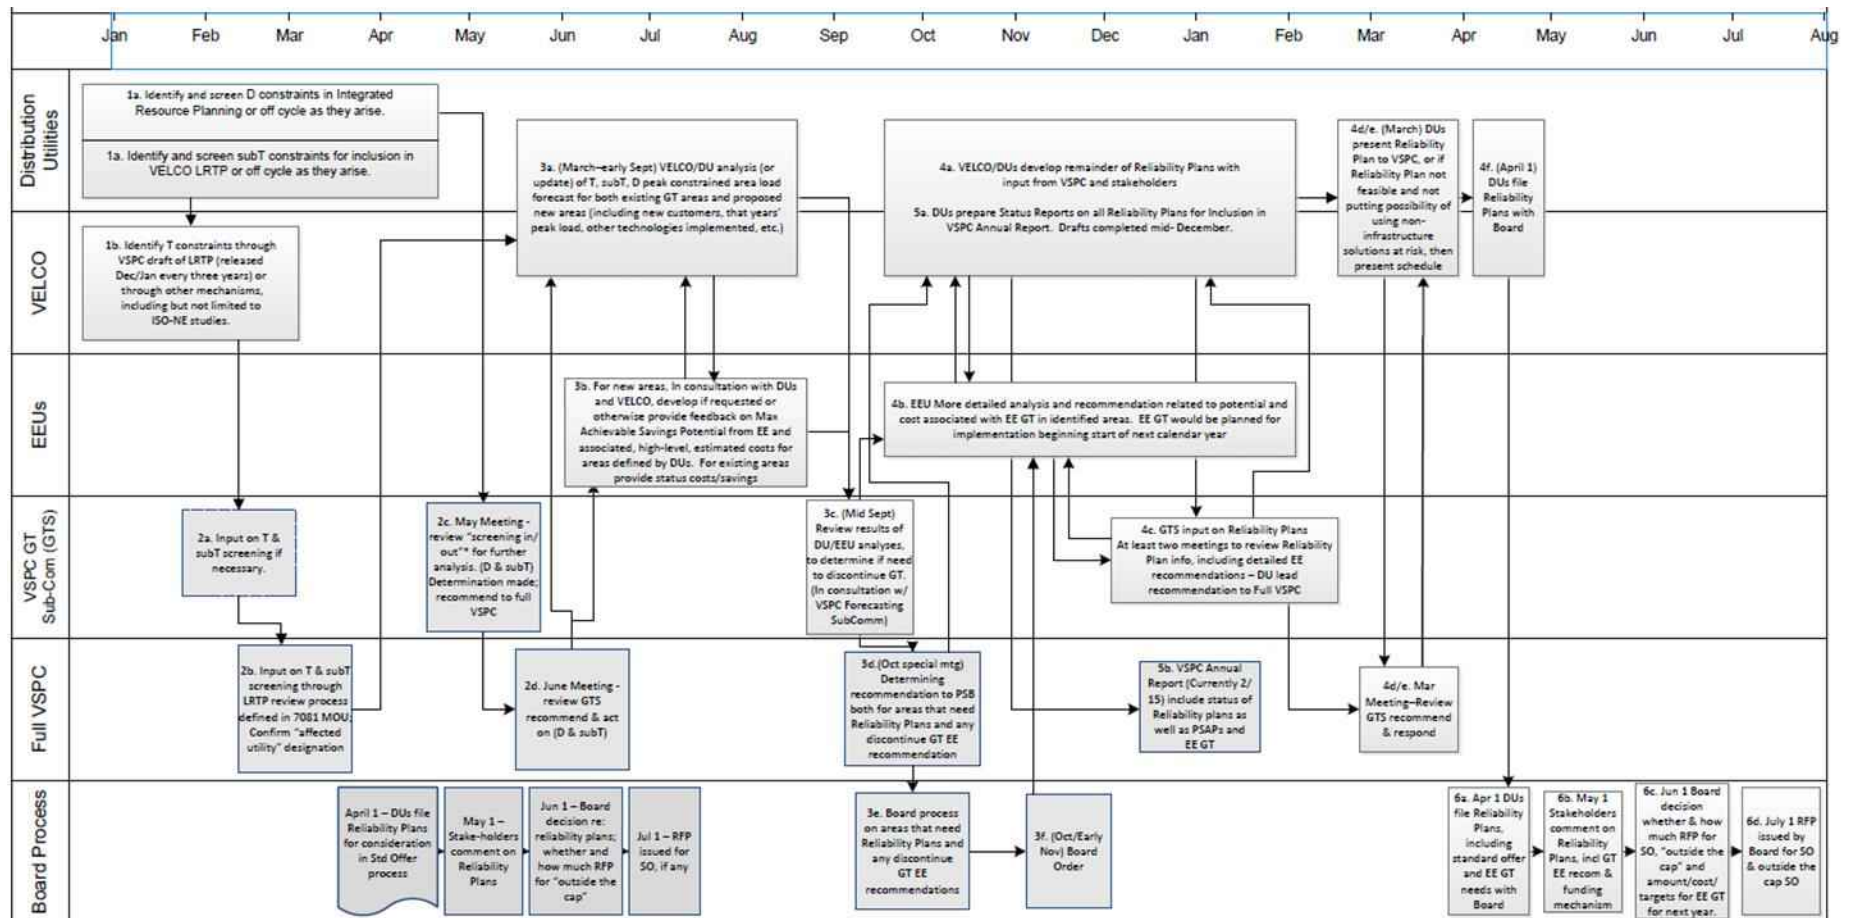 Jan Feb Mar Apr May Jun Jul Aug Sep Oct Nov Dec Jan Feb Mar Apr May Jun Jul Aug
Distribution
Utilities
1a. Identify and screen D constraints in Integrated
Resource Planning or off cycle as they arise.
1a. Identify and screen subT constraints for inclusion in
VELCO LRTP or off cycle as they arise.
3a. (March–early Sept) VELCO/DU analysis (or
update) of T, subT, D peak constrained area load
forecast for both existing GT areas and proposed
new areas (including new customers, that years'
peak load, other technologies implemented, etc.)
4a. VELCO/DUs develop remainder of Reliability Plans with
input from VSPC and stakeholders
5a. DUs prepare Status Reports on all Reliability Plans for Inclusion in
VSPC Annual Report. Drafts completed mid- December.
4d/e. (March) DUs
present Reliability
Plan to VSPC, or if
Reliability Plan not
feasible and not
putting possibility of
using non-
infrastructure
solutions at risk, then
present schedule
4f. (April 1)
DUs file
Reliability
Plans with
Board
VELCO
1b. Identify T constraints through
VSPC draft of LRTP (released
Dec/Jan every three years) or
through other mechanisms,
including but not limited to
ISO-NE studies.
EEUs
3b. For new areas, In consultation with DUs
and VELCO, develop if requested or
otherwise provide feedback on Max
Achievable Savings Potential from EE and
associated, high-level, estimated costs for
areas defined by DUs. For existing areas
provide status costs/savings
4b. EEU More detailed analysis and recommendation related to potential and
cost associated with EE GT in identified areas. EE GT would be planned for
implementation beginning start of next calendar year
VSPC GT
Sub-Com (GTS)
2a. Input on T &
subT screening if
necessary.
2c. May Meeting -
review "screening in/
out"* for further
analysis. (D & subT)
Determination made;
recommend to full
VSPC
3c. (Mid Sept)
Review results of
DU/EEU analyses,
to determine if need
to discontinue GT.
(In consultation w/
VSPC Forecasting
SubComm)
4c. GTS input on Reliability Plans
At least two meetings to review Reliability
Plan info, including detailed EE
recommendations – DU lead
recommendation to Full VSPC
Full VSPC
2b. Input on T & subT
screening through
LRTP review process
defined in 7081 MOU;
Confirm "affected
utility" designation
2d. June Meeting -
review GTS
recommend & act
on (D & subT)
3d.(Oct special mtg)
Determining
recommendation to PSB
both for areas that need
Reliability Plans and any
discontinue GT EE
recommendation
5b. VSPC Annual
Report (Currently 2/
15) include status of
Reliability plans as
well as PSAPs and
EE GT
4d/e. Mar
Meeting–Review
GTS recommend
& respond
Board Process
April 1 – DUs file
Reliability Plans
for consideration
in Std Offer
process
May 1 –
Stake-holders
comment on
Reliability
Plans
Jun 1 – Board
decision re:
reliability plans;
whether and
how much RFP
for "outside the
cap"
Jul 1 – RFP
issued for
SO, if any
3e. Board process
on areas that need
Reliability Plans and
any discontinue
GT EE
recommendations
3f. (Oct/Early
Nov) Board
Order
6a. Apr 1 DUs
file Reliability
Plans,
including
standard offer
and EE GT
needs with
Board
6b. May 1
Stakeholders
comment on
Reliability
Plans, incl GT
EE recom &
funding
mechanism
6c. Jun 1 Board
decision
whether & how
much RFP for
SO, "outside the
cap" and
amount/cost/
targets for EE GT
for next year.
6d. July 1 RFP
issued by
Board for SO
& outside the
cap SO